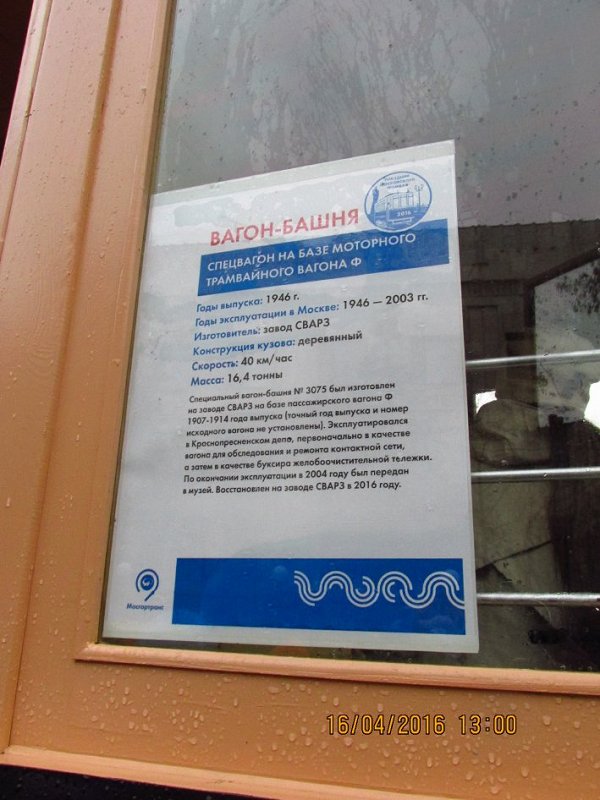 2016
ВАГОН-БАШНЯ
СПЕЦВАГОН НА БАЗЕ МОТОРНОГО
ТРАМВАЙНОГО ВАГОНА Ф
Годы выпуска: 1946 г.
Годы эксплуатации в Москве: 1946 — 2003 гг.
Изготовитель: завод СВАРЗ
Конструкция кузова: деревянный
Скорость: 40 км/час
Масса: 16,4 тонны
Специальный вагон-башня № 3075 был изготовлен
на заводе СВАРЗ на базе пассажирского вагона Ф
1907-1914 года выпуска (точный год выпуска и номер
исходного вагона не установлены). Эксплуатировался
в Краснопресненском депо, первоначально в качестве
вагона для обследования и ремонта контактной сети,
а затем в качестве буксира желобоочистительной тележки.
По окончании эксплуатации в 2004 году был передан
в музей. Восстановлен на заводе СВАРЗ в 2016 году.
Мосгортранс
16/04/2016 13:00